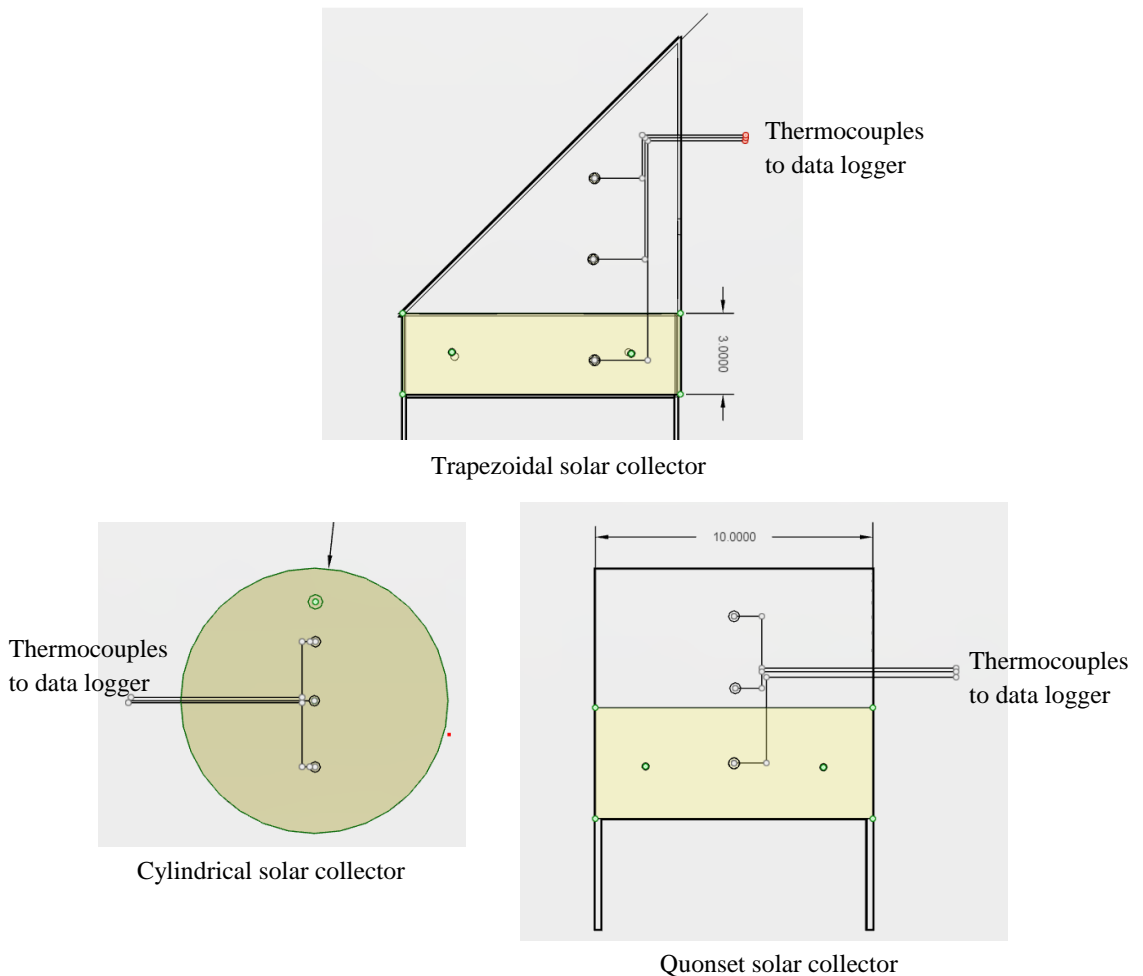 Thermocouples
to data logger
3.0000
Trapezoidal solar collector
10.0000
Thermocouples
to data logger
Thermocouples
to data logger
Cylindrical solar collector
Quonset solar collector